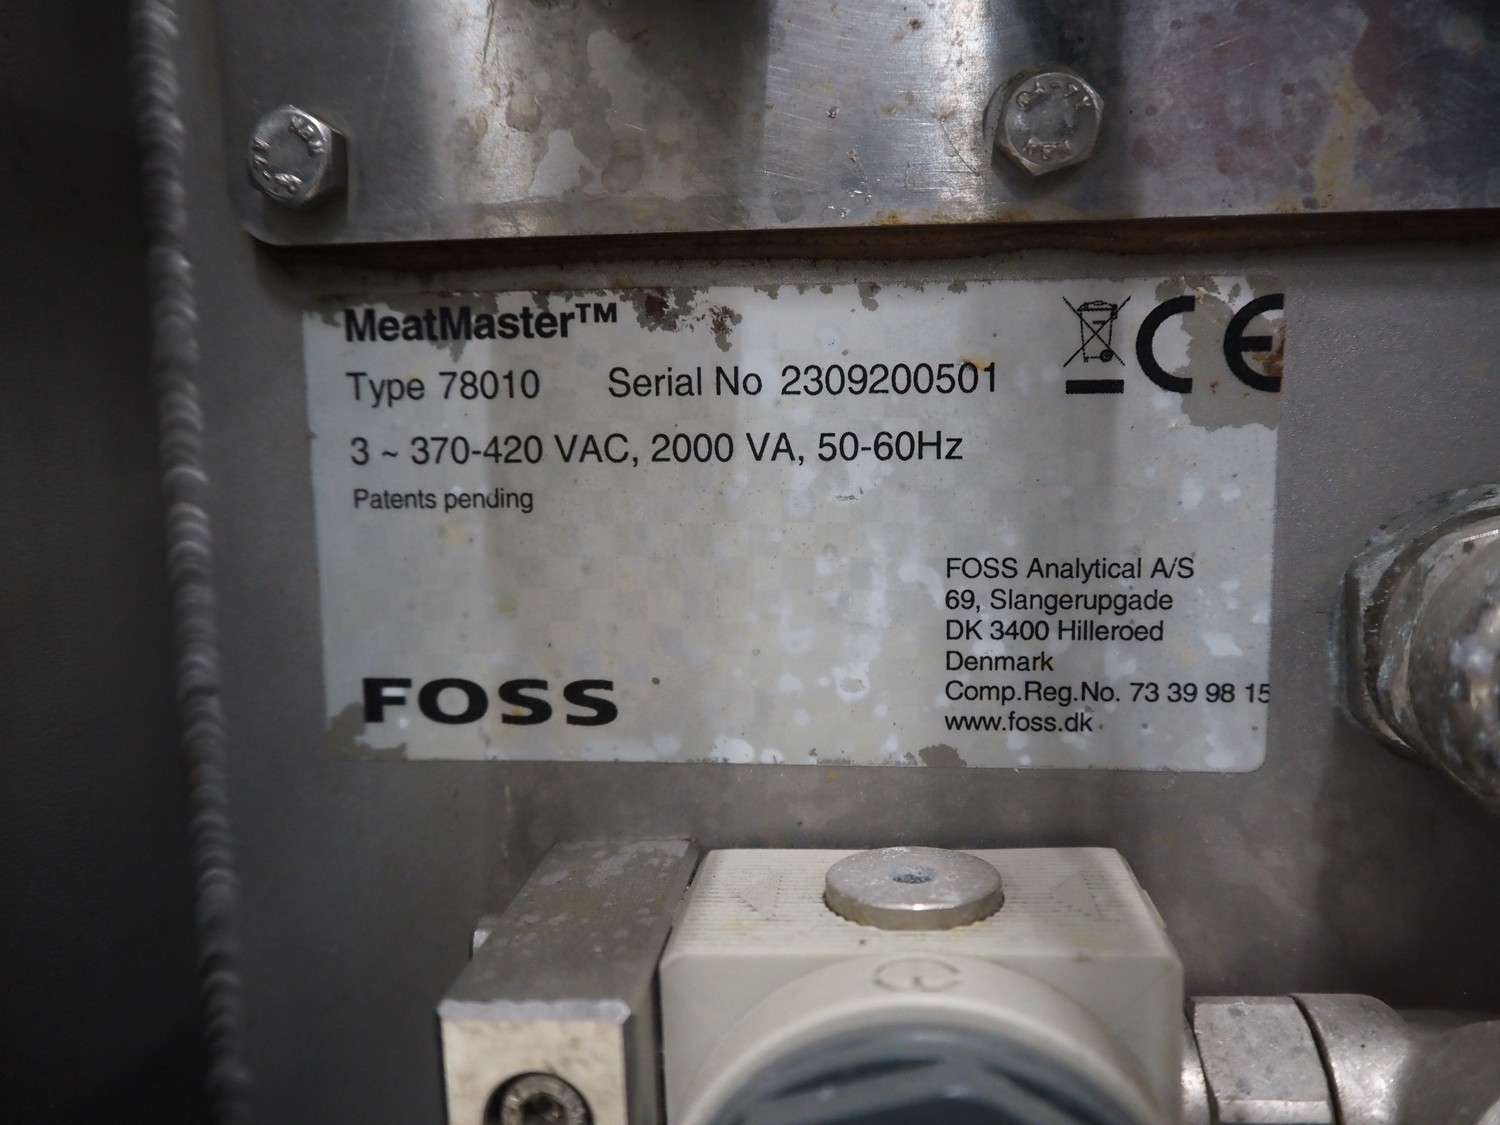 MeatMaster™
Type 78010 Serial No 2309200501
CE
3 ~ 370-420 VAC, 2000 VA, 50-60Hz
Patents pending
FOSS Analytical A/S
69, Slangerupgade
DK 3400 Hilleroed
Denmark
Comp.Reg.No. 73 39 98 15
www.foss.dk
FOSS